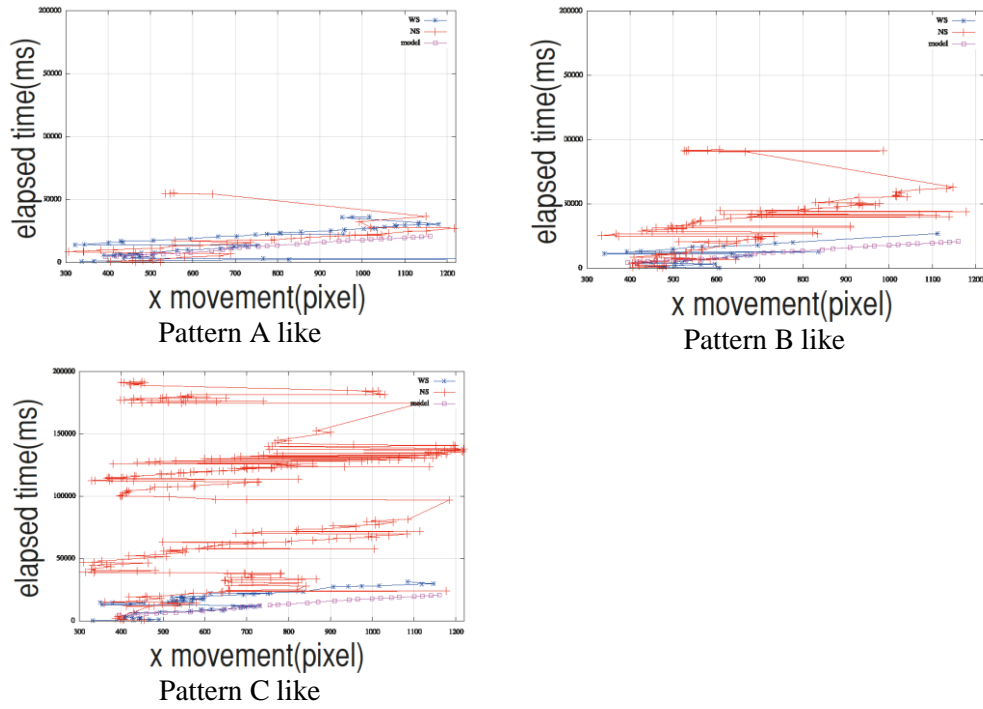 200000
150000
100000
50000
0
elapsed time(ms)
WS
NS
model
300 400 500 600 700 800 900 1000 1100 1200
x movement(pixel)
Pattern A like
200000
150000
100000
50000
0
elapsed time(ms)
WS
NS
model
300 400 500 600 700 800 900 1000 1100 1200
x movement(pixel)
Pattern B like
200000
150000
100000
50000
0
elapsed time(ms)
WS
NS
model
300 400 500 600 700 800 900 1000 1100 1200
x movement(pixel)
Pattern C like